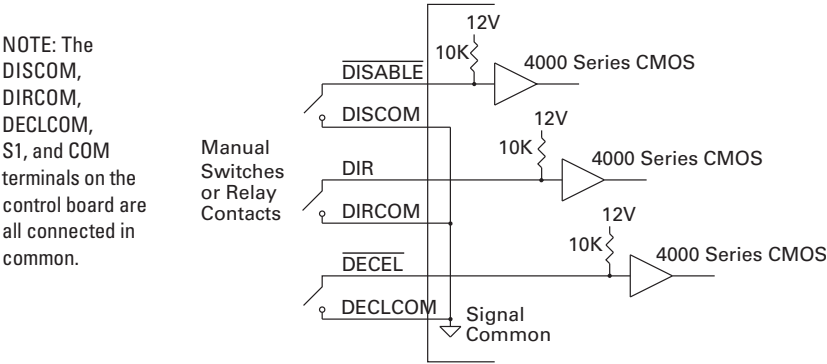 NOTE: The
DISCOM,
DIRCOM,
DECLCOM,
S1, and COM
terminals on the
control board are
all connected in
common.
Manual
Switches
or Relay
Contacts
12V
10K
4000 Series CMOS
DISABLE
DISCOM
12V
10K
4000 Series CMOS
DIR
DIRCOM
12V
10K
4000 Series CMOS
DECEL
DECLCOM
Signal
Common